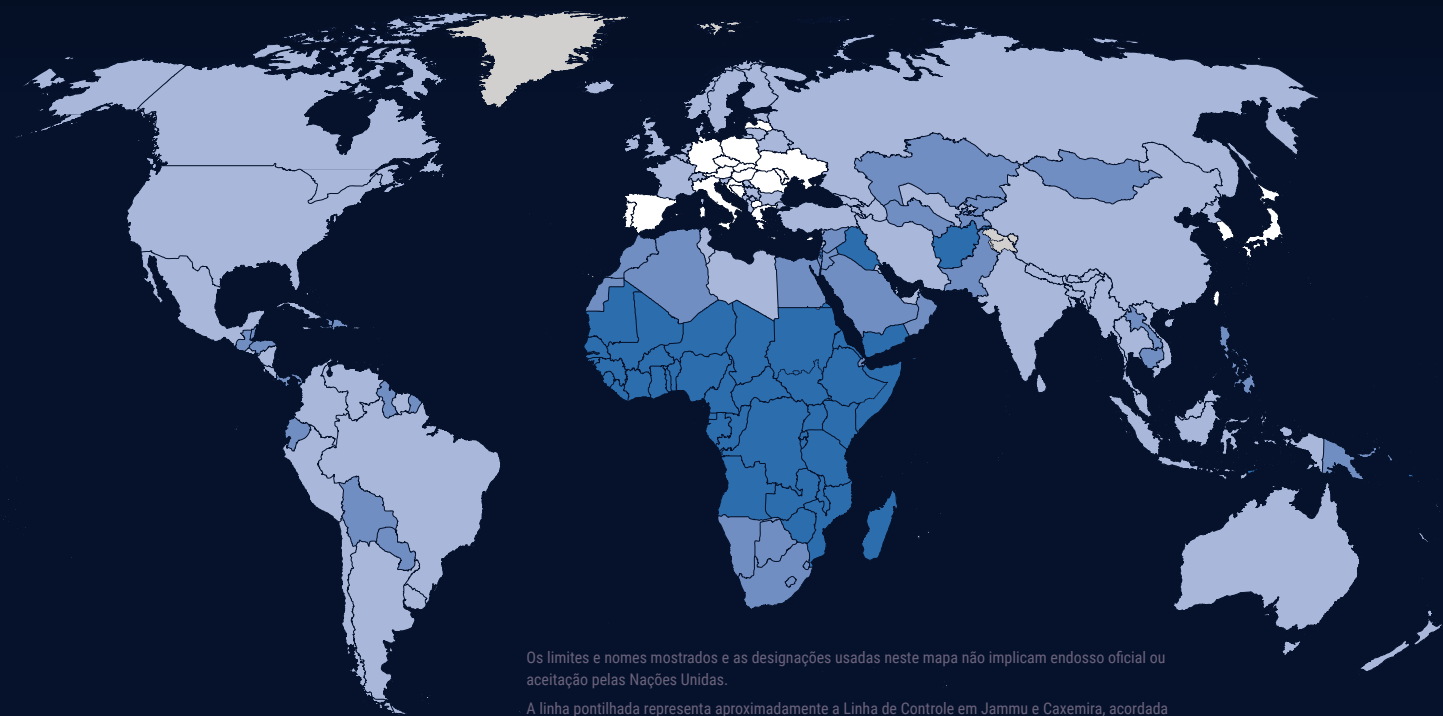 Os limites e nomes mostrados e as designações usadas neste mapa não implicam endosso oficial ou
aceitação pelas Nações Unidas.
A linha pontilhada representa aproximadamente a Linha de Controle em Jammu e Caxemira, acordada